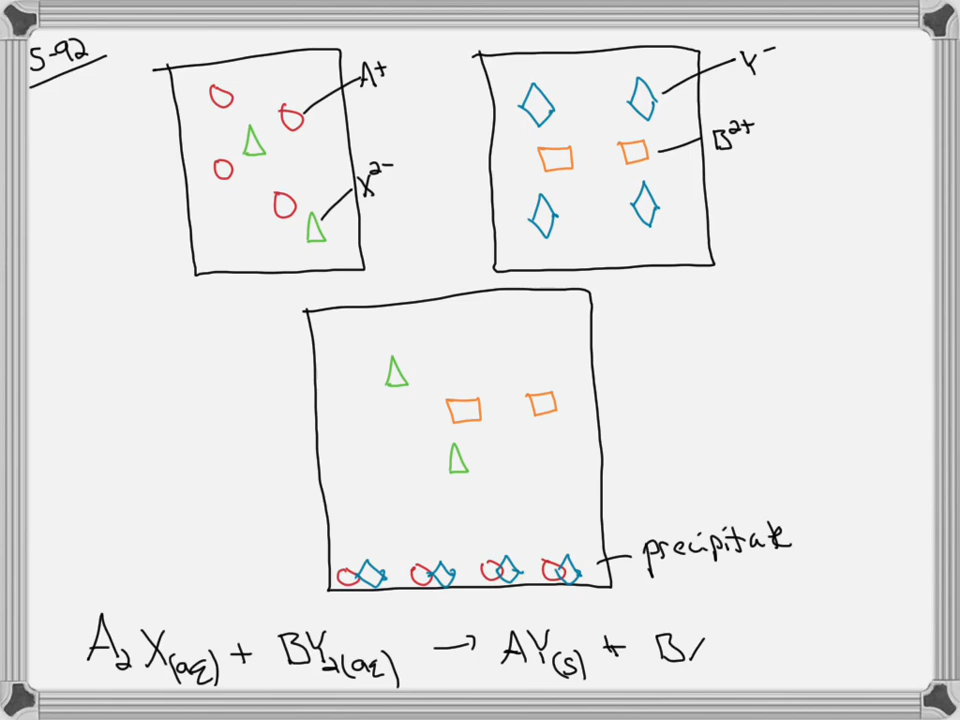 5-92
A⁺
X²⁻
Y⁻
B²⁺
precipitate
A₂X(aq) + BY₂(aq) → AY(s) + B